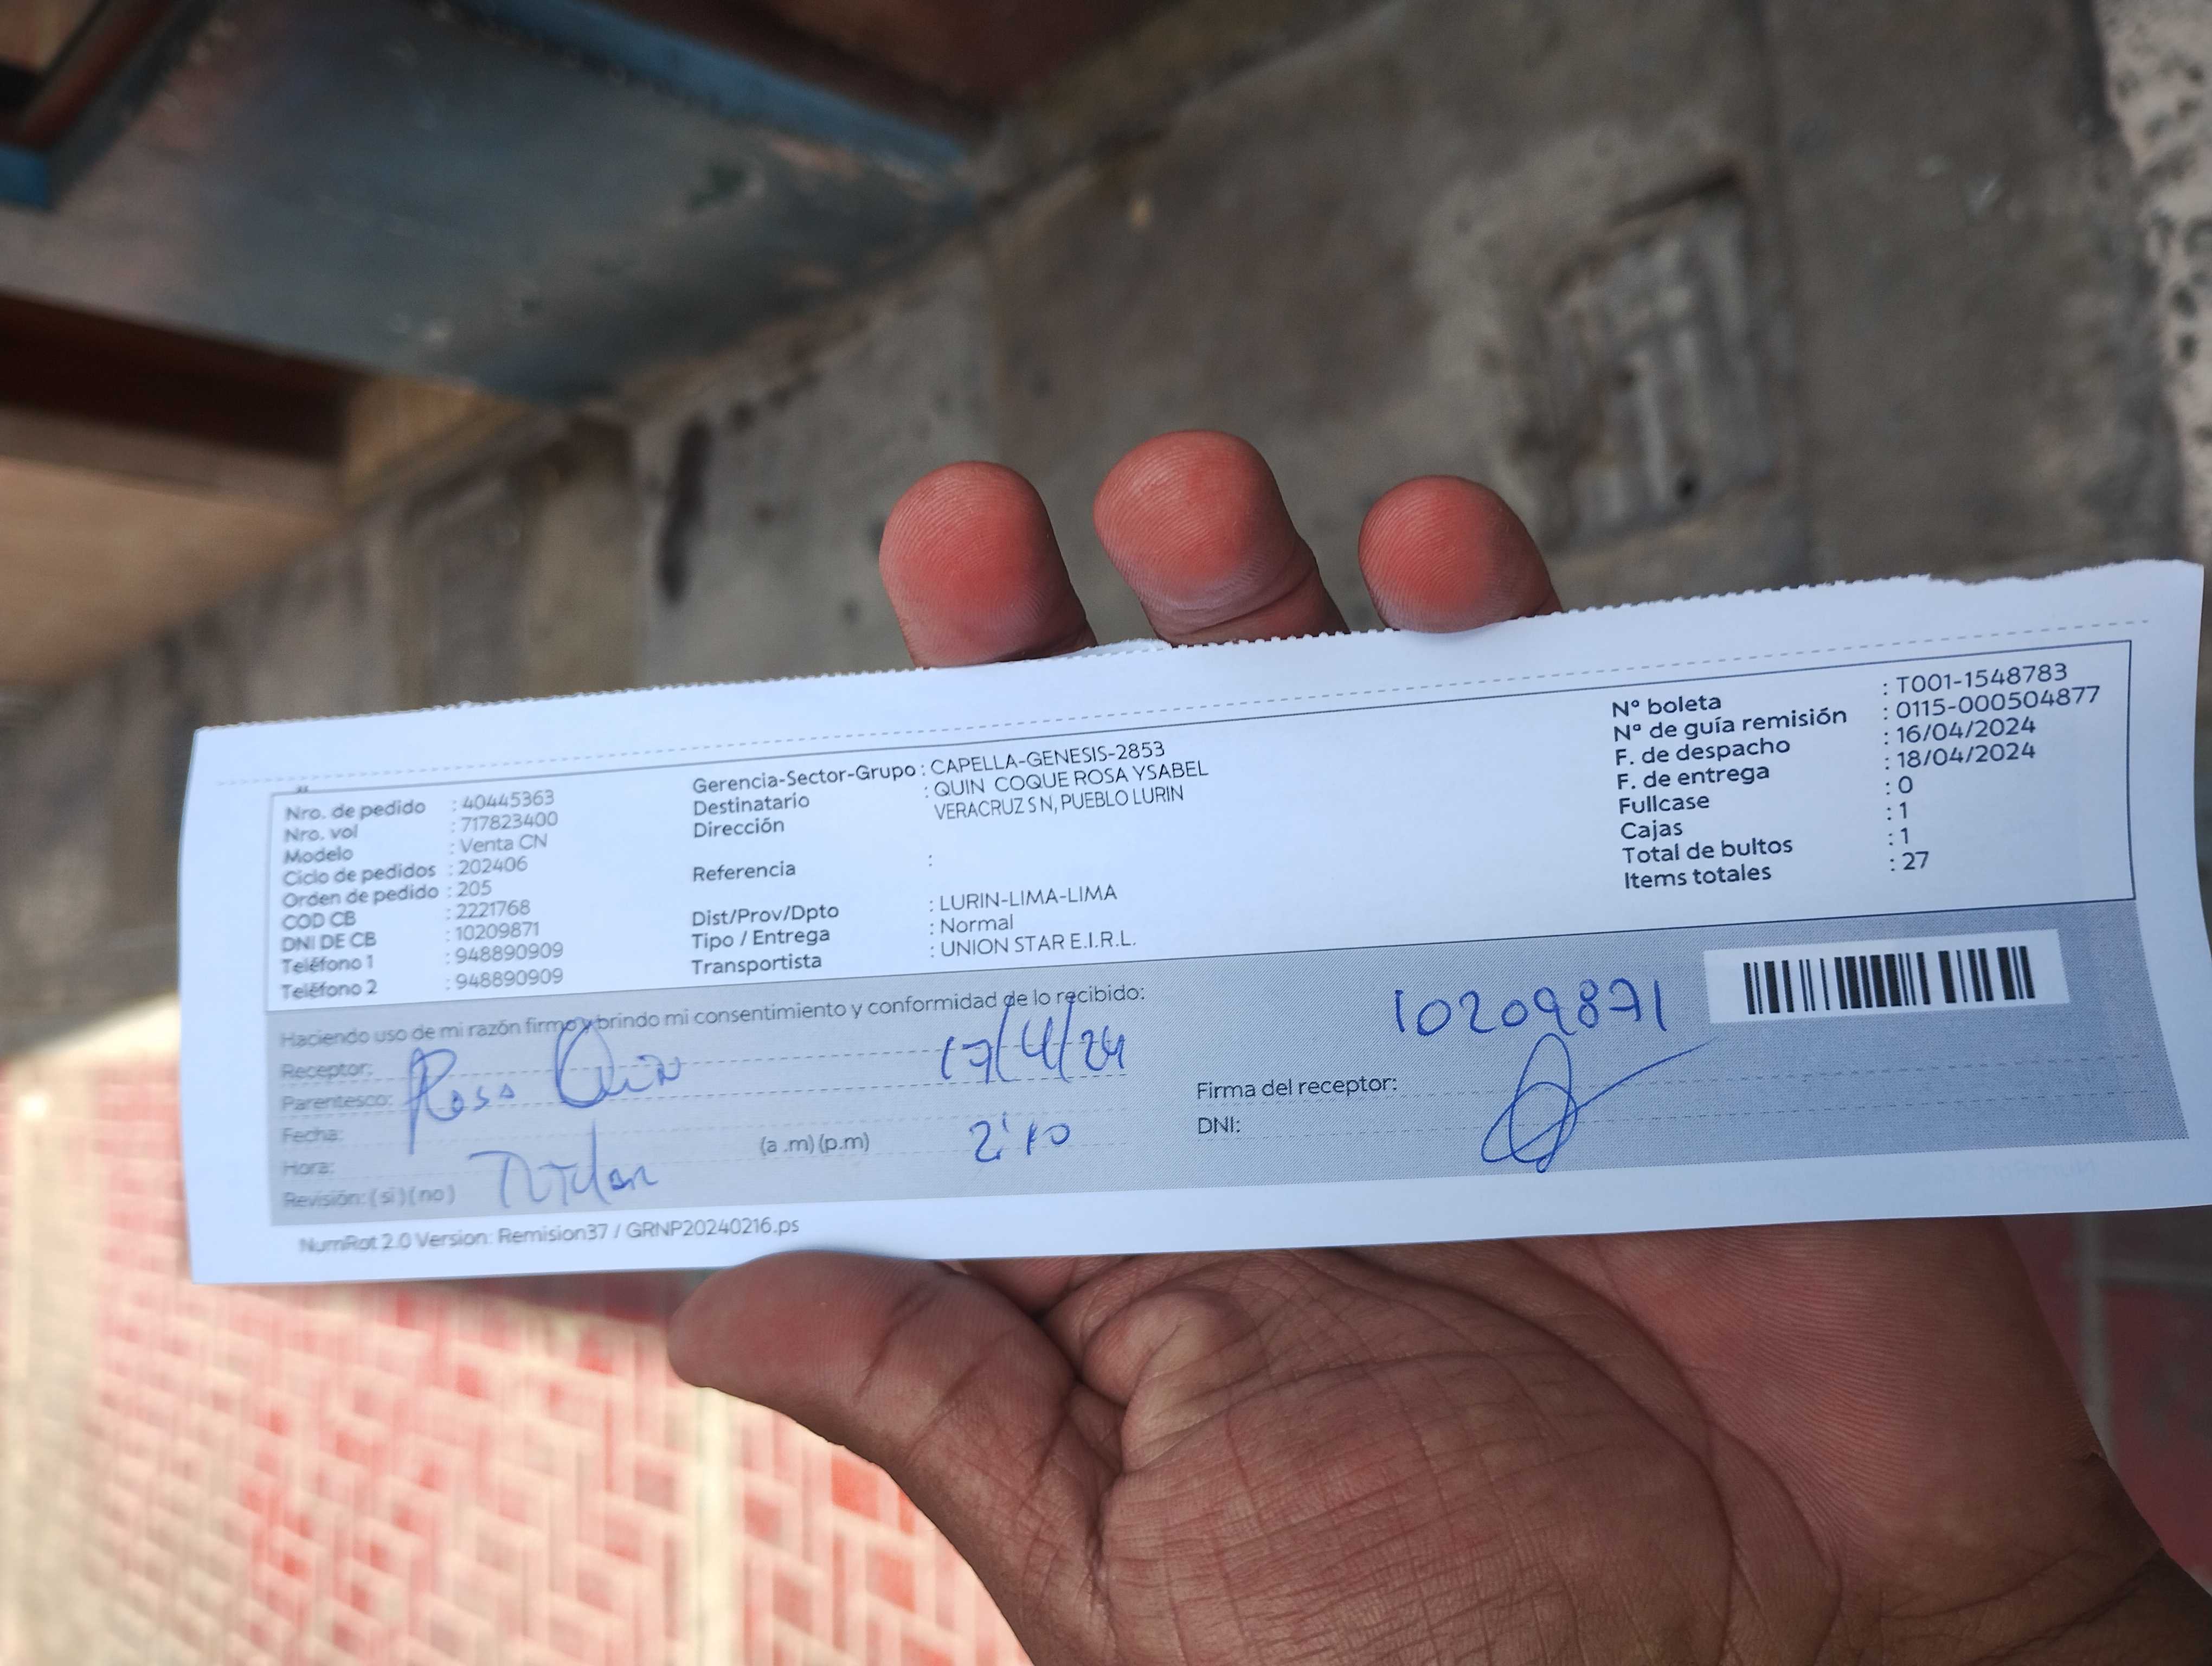 Nro. de pedido : 40445363
Nro. vol : 717823400
Modelo : Venta CN
Ciclo de pedidos : 202406
Orden de pedido : 205
COD CB : 2221768
DNI DE CB : 10209871
Teléfono 1 : 948890909
Teléfono 2 : 948890909
Gerencia-Sector-Grupo : CAPELLA-GENESIS-2853
Destinatario : QUIN COQUE ROSA YSABEL
Dirección VERACRUZ S N, PUEBLO LURIN
Referencia :
Dist/Prov/Dpto : LURIN-LIMA-LIMA
Tipo / Entrega : Normal
Transportista : UNION STAR E.I.R.L.
Nº boleta : T001-1548783
Nº de guía remisión : 0115-000504877
F. de despacho : 16/04/2024
F. de entrega : 18/04/2024
Fullcase : 0
Cajas : 1
Total de bultos : 1
Items totales : 27
Haciendo uso de mi razón firmo y brindo mi consentimiento y conformidad de lo recibido:
Receptor: Rosa Quin 17/4/24
Parentesco:
Fecha:
Hora: (a .m) (p.m) 2:10
Revisión: ( si ) ( no )
10209871
Firma del receptor:
DNI:
NumRot 2.0 Version: Remision37 / GRNP20240216.ps